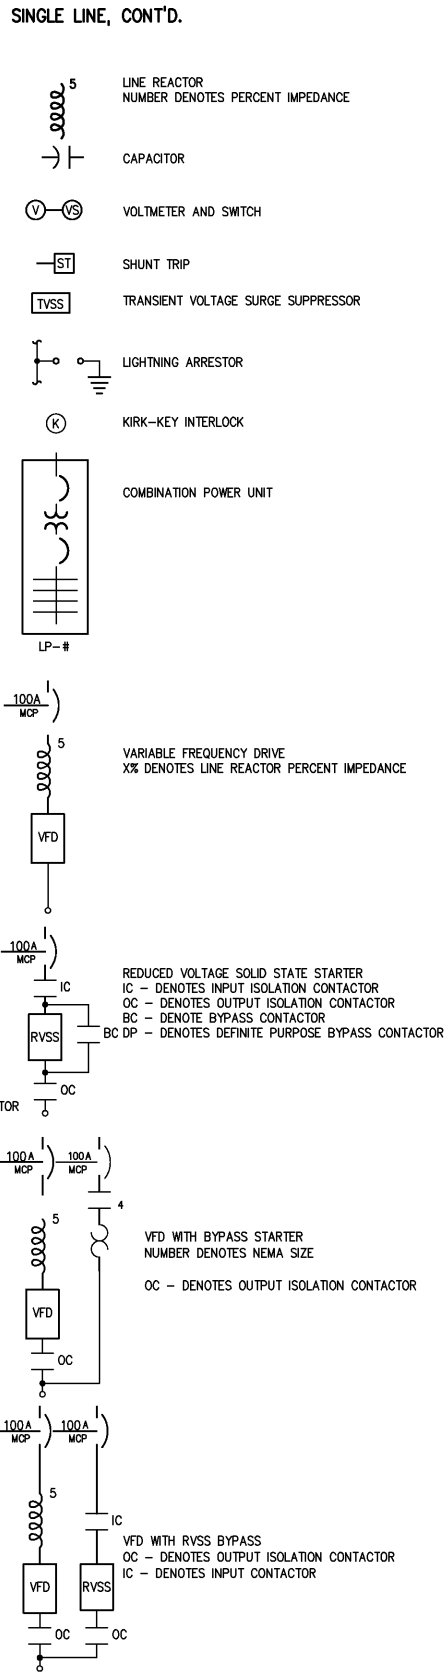 SINGLE LINE, CONT'D.
5
LINE REACTOR
NUMBER DENOTES PERCENT IMPEDANCE
CAPACITOR
V VS
VOLTMETER AND SWITCH
ST
SHUNT TRIP
TVSS
TRANSIENT VOLTAGE SURGE SUPPRESSOR
LIGHTNING ARRESTOR
K
KIRK-KEY INTERLOCK
COMBINATION POWER UNIT
LP-#
100A
MCP
5
VARIABLE FREQUENCY DRIVE
X% DENOTES LINE REACTOR PERCENT IMPEDANCE
VFD
100A
MCP
IC
RVSS
BC
OC
REDUCED VOLTAGE SOLID STATE STARTER
IC - DENOTES INPUT ISOLATION CONTACTOR
OC - DENOTES OUTPUT ISOLATION CONTACTOR
BC - DENOTE BYPASS CONTACTOR
DP - DENOTES DEFINITE PURPOSE BYPASS CONTACTOR
TOR
100A 100A
MCP MCP
4
5
VFD WITH BYPASS STARTER
NUMBER DENOTES NEMA SIZE
OC - DENOTES OUTPUT ISOLATION CONTACTOR
VFD
OC
100A 100A
MCP MCP
5
IC
VFD WITH RVSS BYPASS
OC - DENOTES OUTPUT ISOLATION CONTACTOR
IC - DENOTES INPUT CONTACTOR
VFD RVSS
OC OC